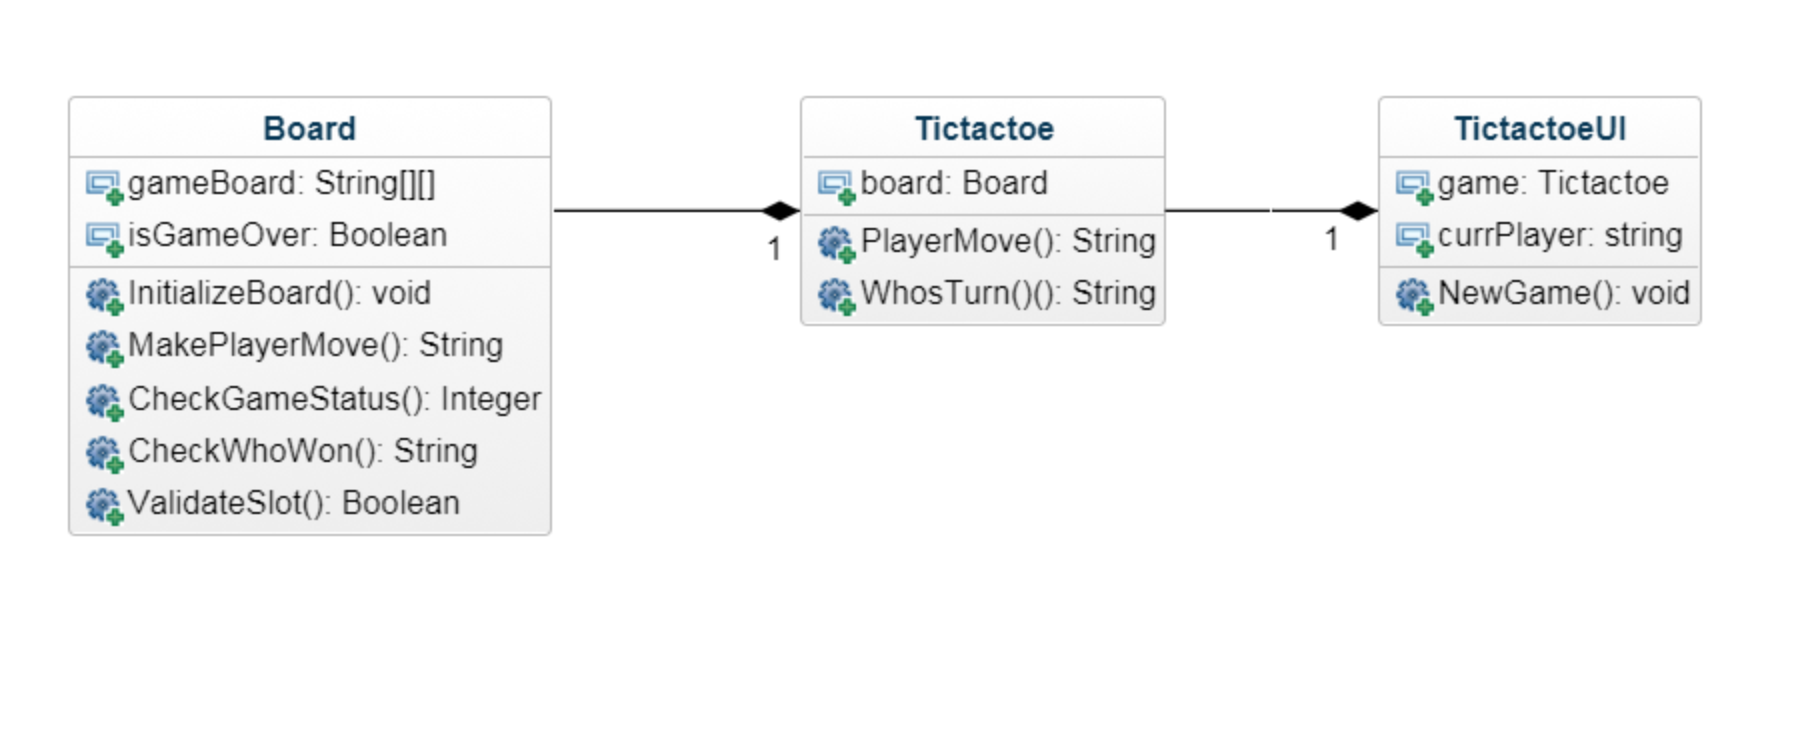 Board
gameBoard: String[][]
isGameOver: Boolean
InitializeBoard(): void
MakePlayerMove(): String
CheckGameStatus(): Integer
CheckWhoWon(): String
ValidateSlot(): Boolean
1
Tictactoe
board: Board
PlayerMove(): String
WhosTurn()(): String
1
TictactoeUI
game: Tictactoe
currPlayer: string
NewGame(): void